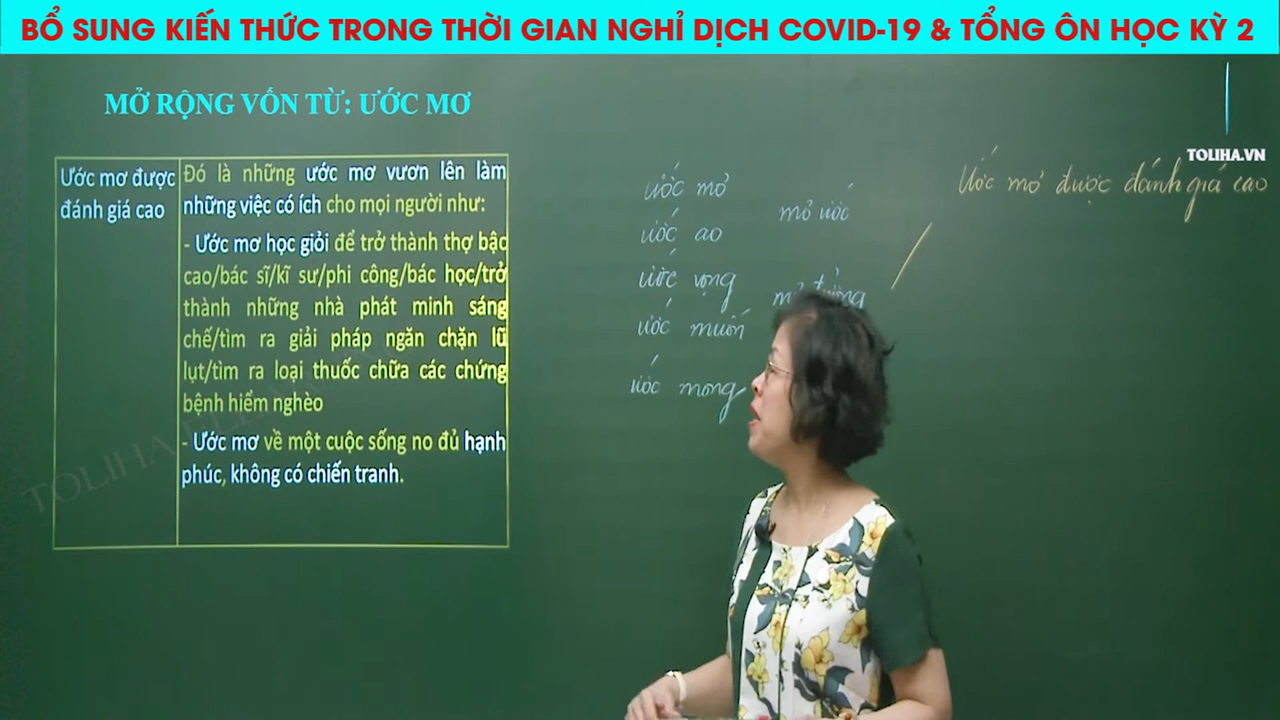 BỔ SUNG KIẾN THỨC TRONG THỜI GIAN NGHỈ DỊCH COVID-19 & TỔNG ÔN HỌC KỲ 2
MỞ RỘNG VỐN TỪ: ƯỚC MƠ
TOLIHA.VN
Ước mơ được
đánh giá cao
Đó là những ước mơ vươn lên làm
những việc có ích cho mọi người như:
- Ước mơ học giỏi để trở thành thợ bậc
cao/bác sĩ/kĩ sư/phi công/bác học/trở
thành những nhà phát minh sáng
chế/tìm ra giải pháp ngăn chặn lũ
lụt/tìm ra loại thuốc chữa các chứng
bệnh hiểm nghèo
- Ước mơ về một cuộc sống no đủ hạnh
phúc, không có chiến tranh.
ước mơ
ước ao
ước vọng
ước muốn
ước mong
mơ ước
mơ tưởng
Ước mơ được đánh giá cao